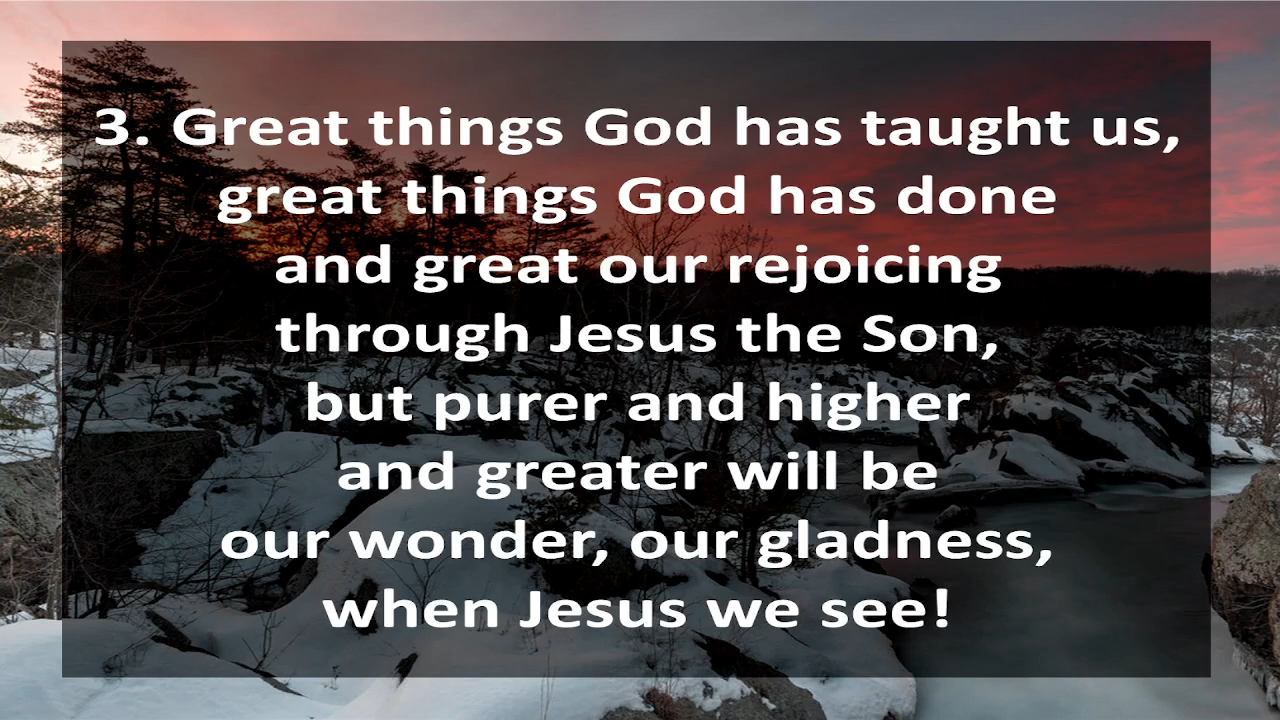 3. Great things God has taught us,
great things God has done
and great our rejoicing
through Jesus the Son,
but purer and higher
and greater will be
our wonder, our gladness,
when Jesus we see!